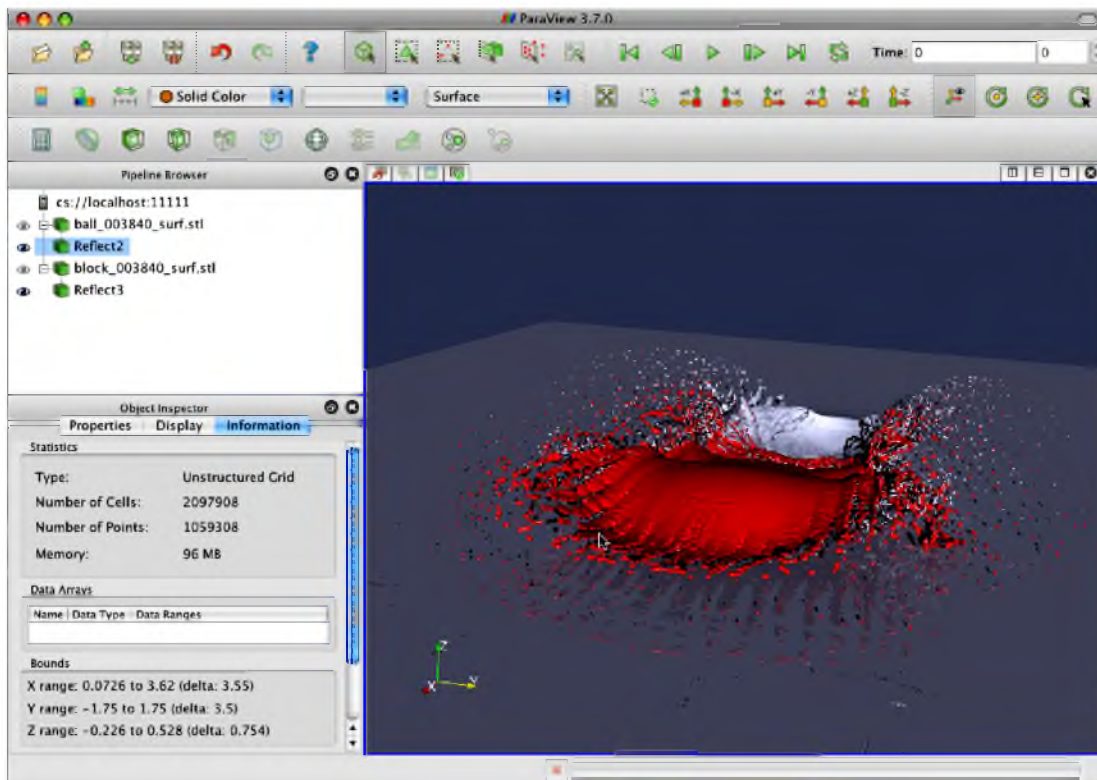 ParaView 3.7.0
Time: 0 0
Solid Color Surface
Pipeline Browser
cs://localhost:11111
ball_003840_surf.stl
Reflect2
block_003840_surf.stl
Reflect3
Object Inspector
Properties Display Information
Statistics
Type: Unstructured Grid
Number of Cells: 2097908
Number of Points: 1059308
Memory: 96 MB
Data Arrays
Name Data Type Data Ranges
Bounds
X range: 0.0726 to 3.62 (delta: 3.55)
Y range: -1.75 to 1.75 (delta: 3.5)
Z range: -0.226 to 0.528 (delta: 0.754)
Z
X Y